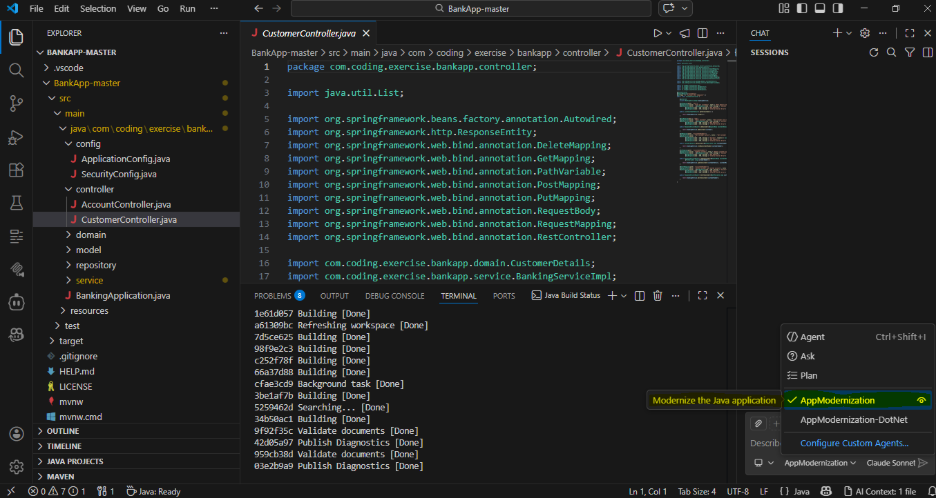 File Edit Selection View Go Run ··· BankApp-master
EXPLORER ···
BANKAPP-MASTER
.vscode
BankApp-master
src
main
java\com\coding\exercise\bank...
config
ApplicationConfig.java
SecurityConfig.java
controller
AccountController.java
CustomerController.java
domain
model
repository
service
BankingApplication.java
resources
test
target
.gitignore
HELP.md
LICENSE
mvnw
mvnw.cmd
OUTLINE
TIMELINE
JAVA PROJECTS
MAVEN
CustomerController.java
BankApp-master > src > main > java > com > coding > exercise > bankapp > controller > CustomerController.java >
1 package com.coding.exercise.bankapp.controller;
2
3 import java.util.List;
4
5 import org.springframework.beans.factory.annotation.Autowired;
6 import org.springframework.http.ResponseEntity;
7 import org.springframework.web.bind.annotation.DeleteMapping;
8 import org.springframework.web.bind.annotation.GetMapping;
9 import org.springframework.web.bind.annotation.PathVariable;
10 import org.springframework.web.bind.annotation.PostMapping;
11 import org.springframework.web.bind.annotation.PutMapping;
12 import org.springframework.web.bind.annotation.RequestBody;
13 import org.springframework.web.bind.annotation.RequestMapping;
14 import org.springframework.web.bind.annotation.RestController;
15
16 import com.coding.exercise.bankapp.domain.CustomerDetails;
17 import com.coding.exercise.bankapp.service.BankingServiceImpl;
PROBLEMS 8 OUTPUT DEBUG CONSOLE TERMINAL PORTS Java Build Status
1e61d057 Building [Done]
a61309bc Refreshing workspace [Done]
7d5ce625 Building [Done]
98f9e2c3 Building [Done]
c252f78f Building [Done]
66a37d88 Building [Done]
cfae3cd9 Background task [Done]
3be1af7b Building [Done]
5259462d Searching... [Done]
34b50ac1 Building [Done]
9f92f35c Validate documents [Done]
42d05a97 Publish Diagnostics [Done]
959cb38d Validate documents [Done]
03e2b9a9 Publish Diagnostics [Done]
CHAT
SESSIONS
Agent Ctrl+Shift+I
Ask
Plan
Modernize the Java application
AppModernization
AppModernization-DotNet
Configure Custom Agents...
Describe
AppModernization Claude Sonnet
0 7 1 1 Java: Ready Ln 1, Col 1 Tab Size: 4 UTF-8 LF { } Java AI Context: 1 file